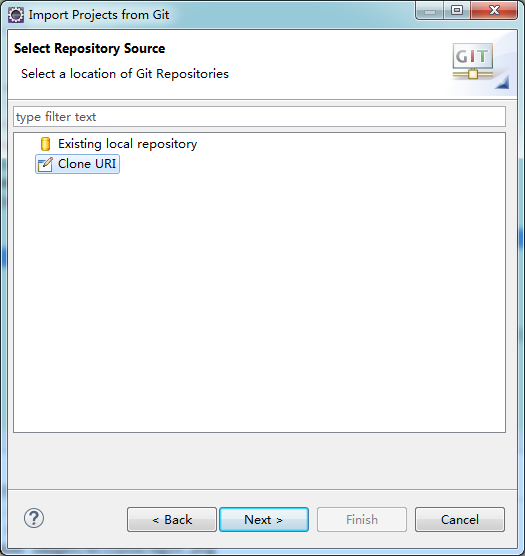 Import Projects from Git
Select Repository Source
Select a location of Git Repositories
GIT
type filter text
Existing local repository
Clone URI
?
< Back
Next >
Finish
Cancel